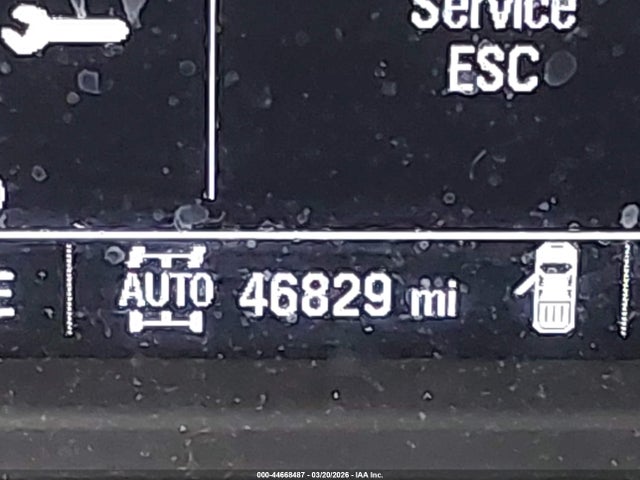 Service
ESC
E
AUTO 46829 mi
000-44668487 - 03/20/2026 - IAA Inc.